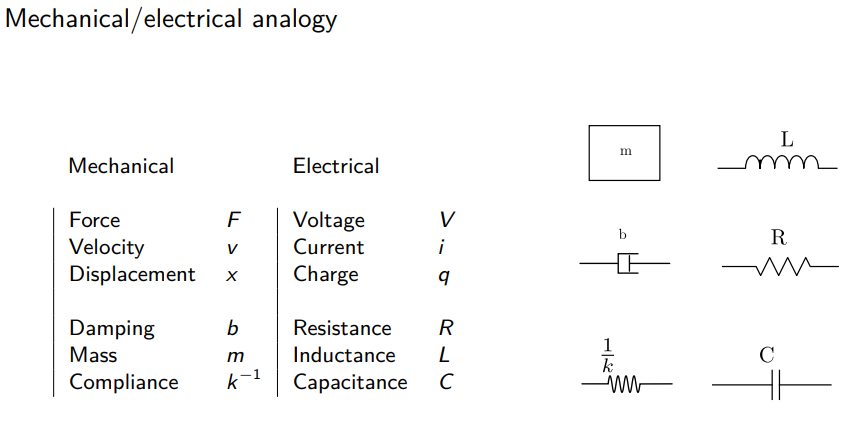 Mechanical/electrical analogy
Mechanical Electrical
Force F Voltage V
Velocity v Current i
Displacement x Charge q
Damping b Resistance R
Mass m Inductance L
Compliance k⁻¹ Capacitance C
m L
b R
1/k C